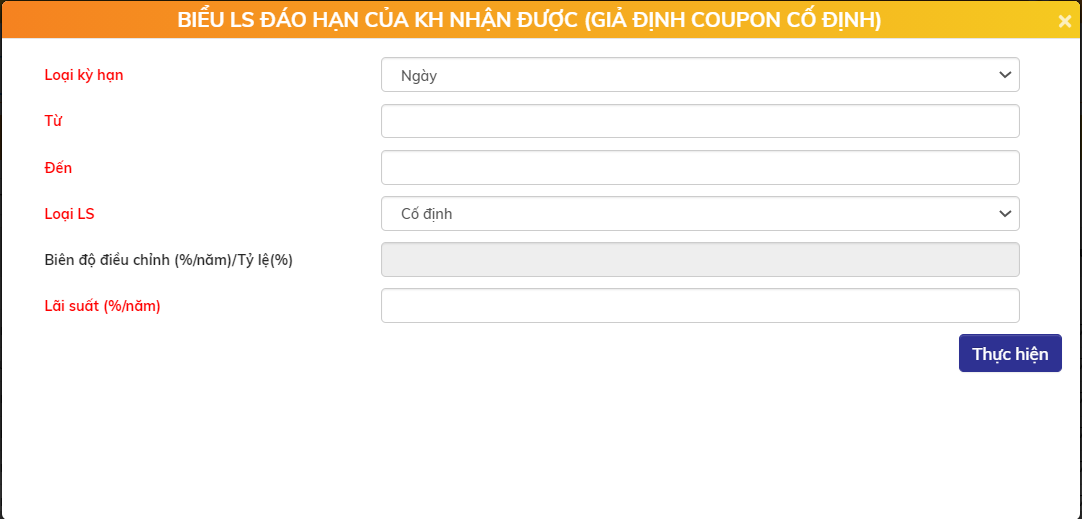 BIỂU LS ĐÁO HẠN CỦA KH NHẬN ĐƯỢC (GIẢ ĐỊNH COUPON CỐ ĐỊNH) ×
Loại kỳ hạn Ngày
Từ
Đến
Loại LS Cố định
Biên độ điều chỉnh (%/năm)/Tỷ lệ(%)
Lãi suất (%/năm)
Thực hiện